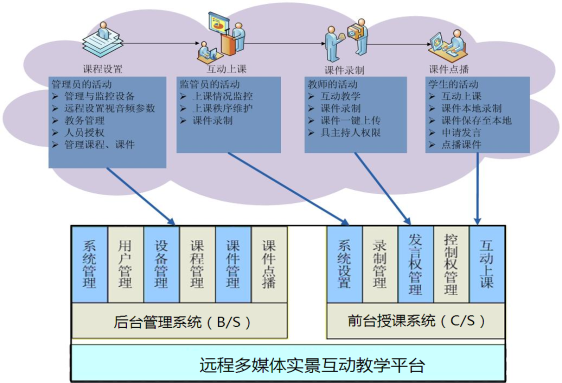 课程设置
互动上课
课件录制
课件点播
管理员的活动
管理与监控设备
远程设置视音频参数
教务管理
人员授权
管理课程、课件
监管员的活动
上课情况监控
上课秩序维护
课件录制
教师的活动
互动教学
课件录制
课件一键上传
具主持人权限
学生的活动
互动上课
课件本地录制
课件保存至本地
申请发言
点播课件
系统管理
用户管理
设备管理
课程管理
课件管理
课件点播
系统设置
录制管理
发言权管理
控制权管理
互动上课
后台管理系统（B/S）
前台授课系统（C/S）
远程多媒体实景互动教学平台